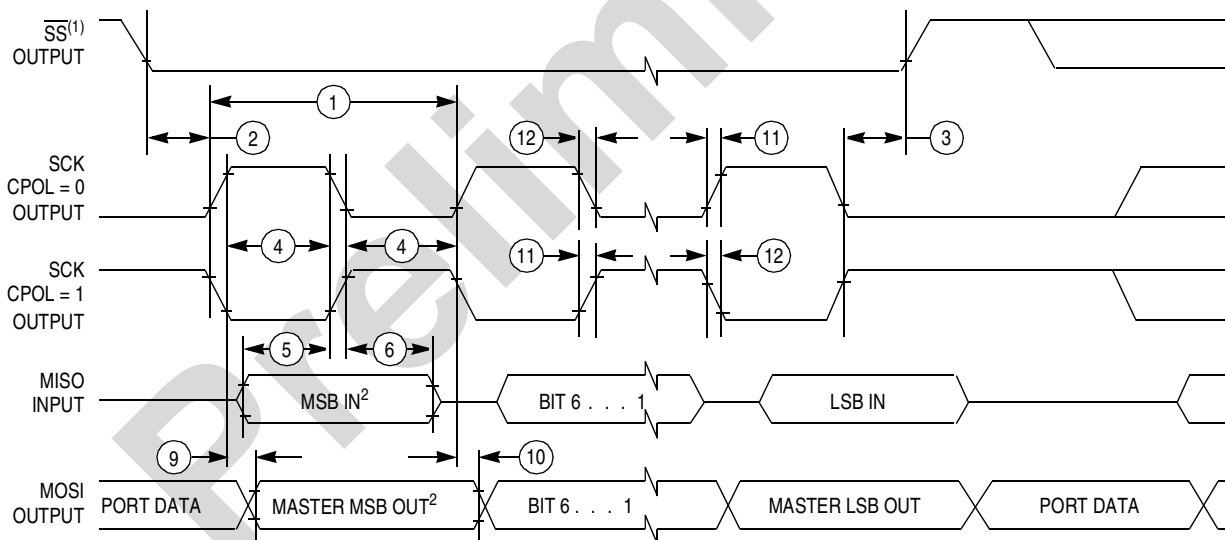 SS(1)
OUTPUT
1
2
12
11
3
SCK
CPOL = 0
OUTPUT
4
4
11
12
SCK
CPOL = 1
OUTPUT
5
6
MISO
INPUT
MSB IN2
BIT 6 . . . 1
LSB IN
9
10
MOSI
OUTPUT
PORT DATA
MASTER MSB OUT2
BIT 6 . . . 1
MASTER LSB OUT
PORT DATA
Prelim